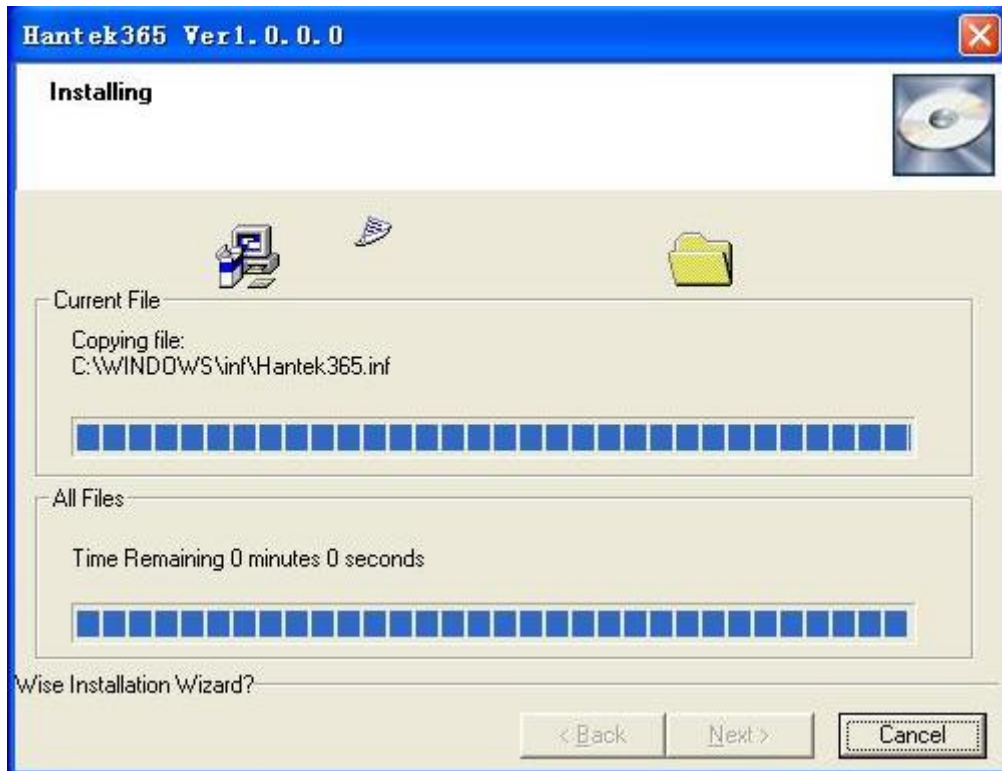 Hantek365 Ver1.0.0.0
Installing
Current File
Copying file:
C:\WINDOWS\inf\Hantek365.inf
All Files
Time Remaining 0 minutes 0 seconds
Wise Installation Wizard?
< Back
Next >
Cancel